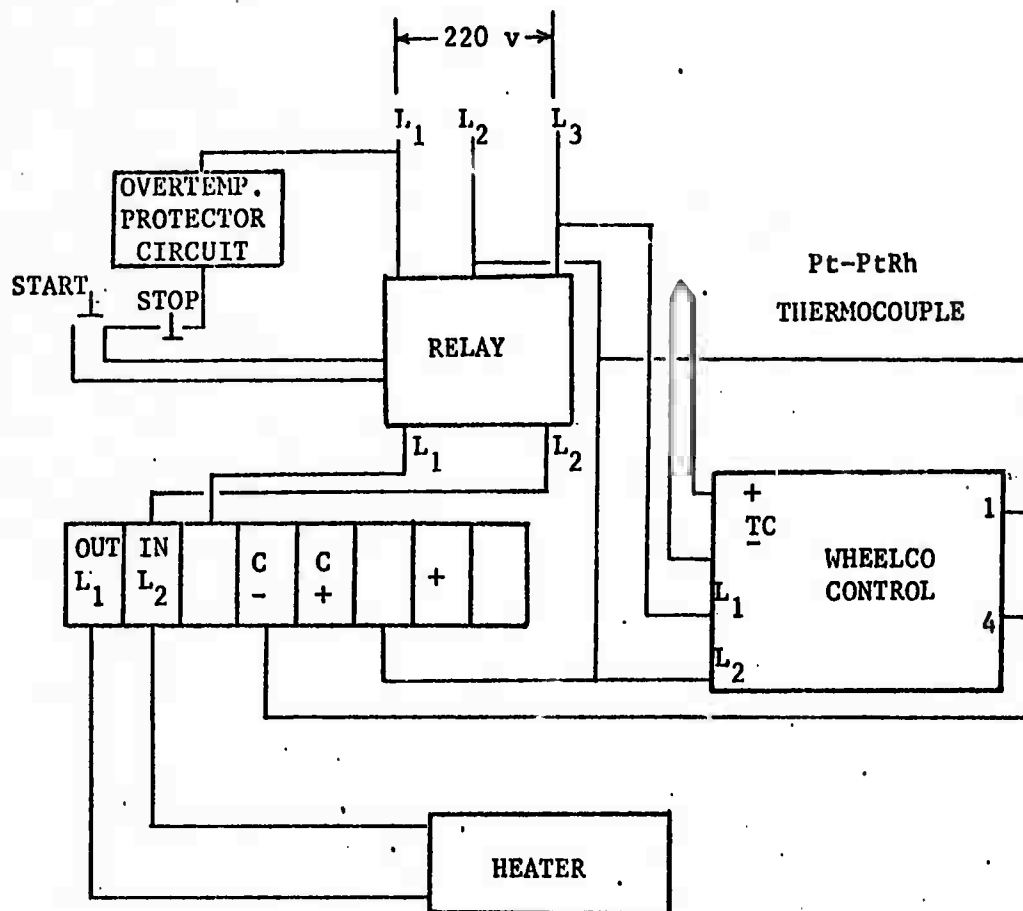 220 v
L1 L2 L3
OVERTEMP.
PROTECTOR
CIRCUIT
START
STOP
RELAY
Pt-PtRh
THERMOCOUPLE
L1 L2
OUT L1
IN L2
C -
C +
+
+
TC
-
L1
L2
1
4
WHEELCO
CONTROL
HEATER